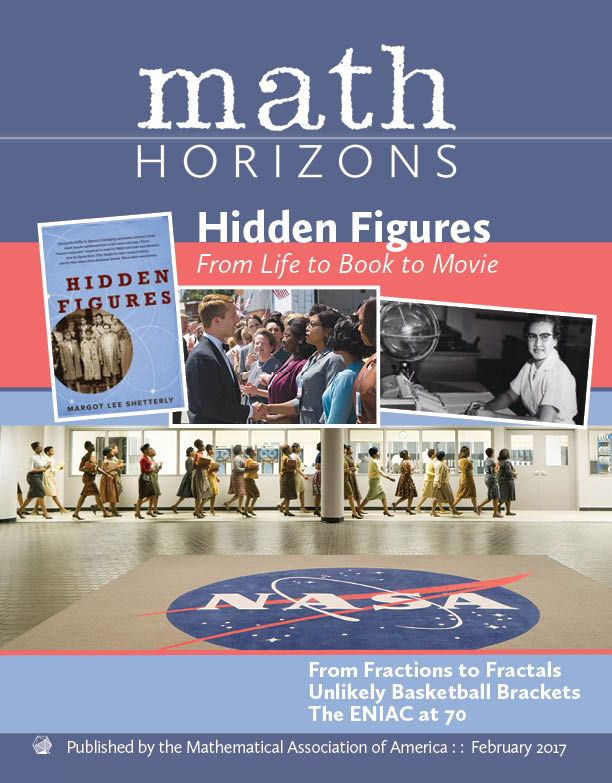 math
HORIZONS
Hidden Figures
From Life to Book to Movie
HIDDEN
FIGURES
MARGOT LEE SHETTERLY
NASA
From Fractions to Fractals
Unlikely Basketball Brackets
The ENIAC at 70
Published by the Mathematical Association of America : : February 2017